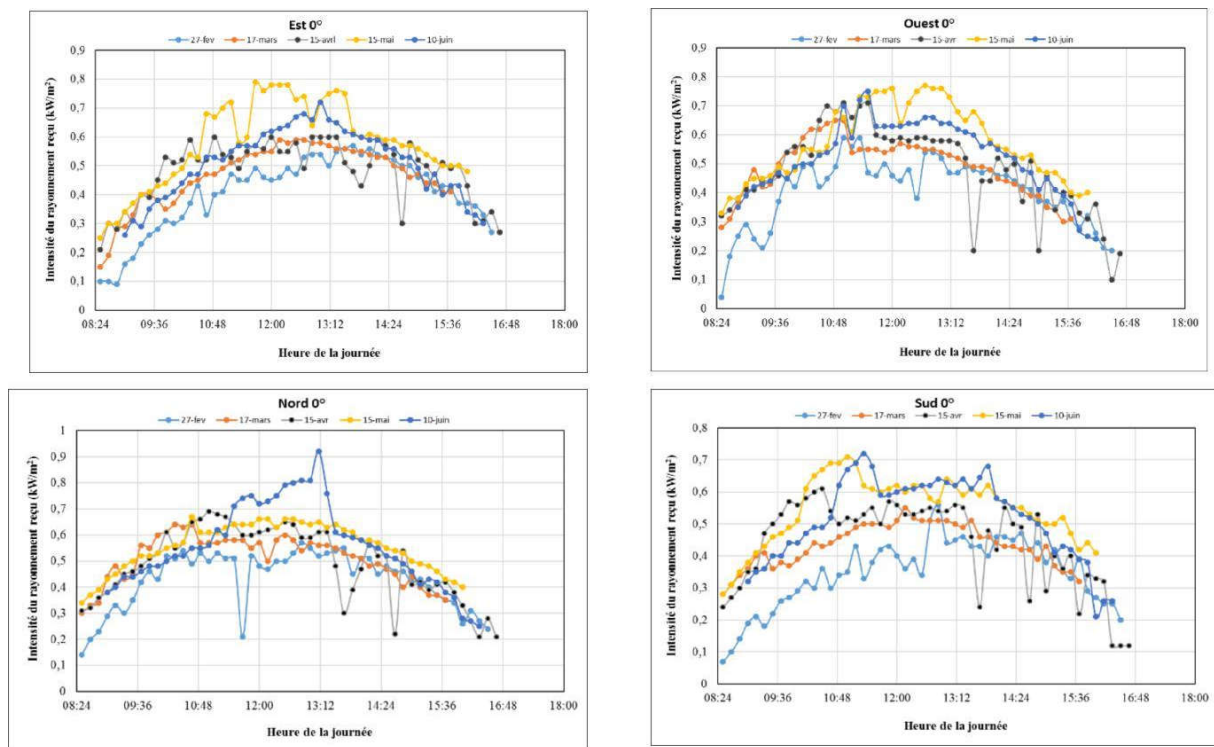 Est 0°
27-fev 17-mars 15-avril 15-mai 10-juin
Intensité du rayonnement reçu (kW/m²)
0,9
0,8
0,7
0,6
0,5
0,4
0,3
0,2
0,1
0
08:24 09:36 10:48 12:00 13:12 14:24 15:36 16:48 18:00
Heure de la journée
Ouest 0°
27-fev 17-mars 15-avr 15-mai 10-juin
Intensité du rayonnement reçu (kW/m²)
0,9
0,8
0,7
0,6
0,5
0,4
0,3
0,2
0,1
0
08:24 09:36 10:48 12:00 13:12 14:24 15:36 16:48 18:00
Heure de la journée
Nord 0°
27-fev 17-mars 15-avr 15-mai 10-juin
Intensité du rayonnement reçu (kW/m²)
1
0,9
0,8
0,7
0,6
0,5
0,4
0,3
0,2
0,1
0
08:24 09:36 10:48 12:00 13:12 14:24 15:36 16:48 18:00
Heure de la journée
Sud 0°
27-fev 17-mars 15-avr 15-mai 10-juin
Intensité du rayonnement reçu (kW/m²)
0,8
0,7
0,6
0,5
0,4
0,3
0,2
0,1
0
08:24 09:36 10:48 12:00 13:12 14:24 15:36 16:48 18:00
Heure de la journée